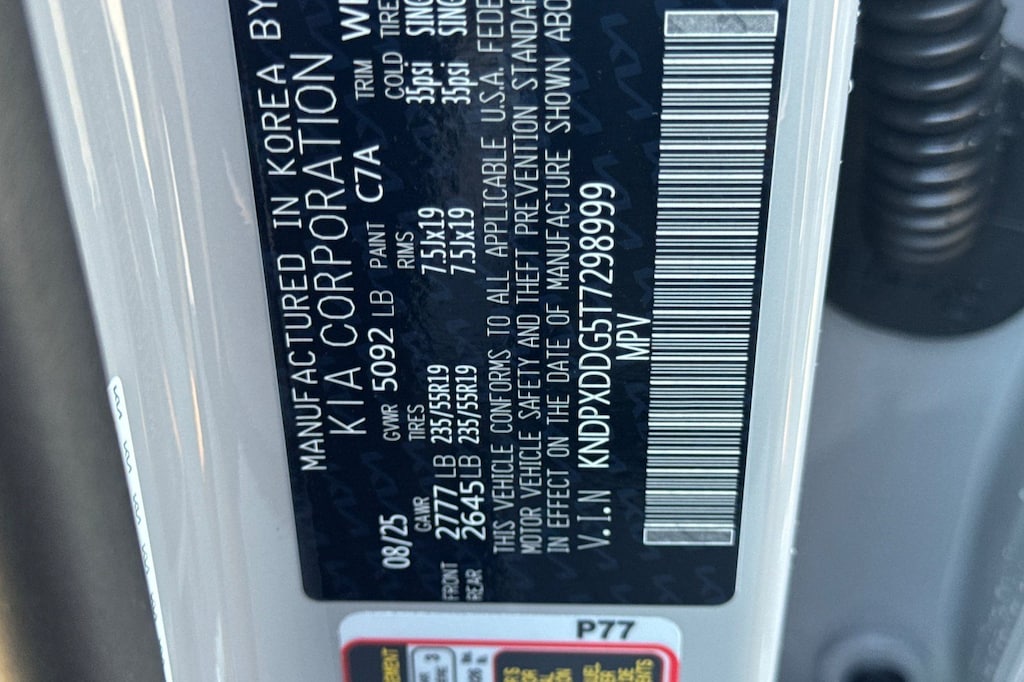 MANUFACTURED IN KOREA BY
KIA CORPORATION
08/25 GVWR 5092 LB PAINT C7A TRIM
GAWR TIRES RIMS COLD TIRE
FRONT 2777 LB 235/55R19 7.5Jx19 35psi
REAR 2645 LB 235/55R19 7.5Jx19 35psi
THIS VEHICLE CONFORMS TO ALL APPLICABLE U.S.A. FEDE
MOTOR VEHICLE SAFETY AND THEFT PREVENTION STANDAR
IN EFFECT ON THE DATE OF MANUFACTURE SHOWN ABO
V.I.N KNDPXDDG5T7298999
MPV
P77